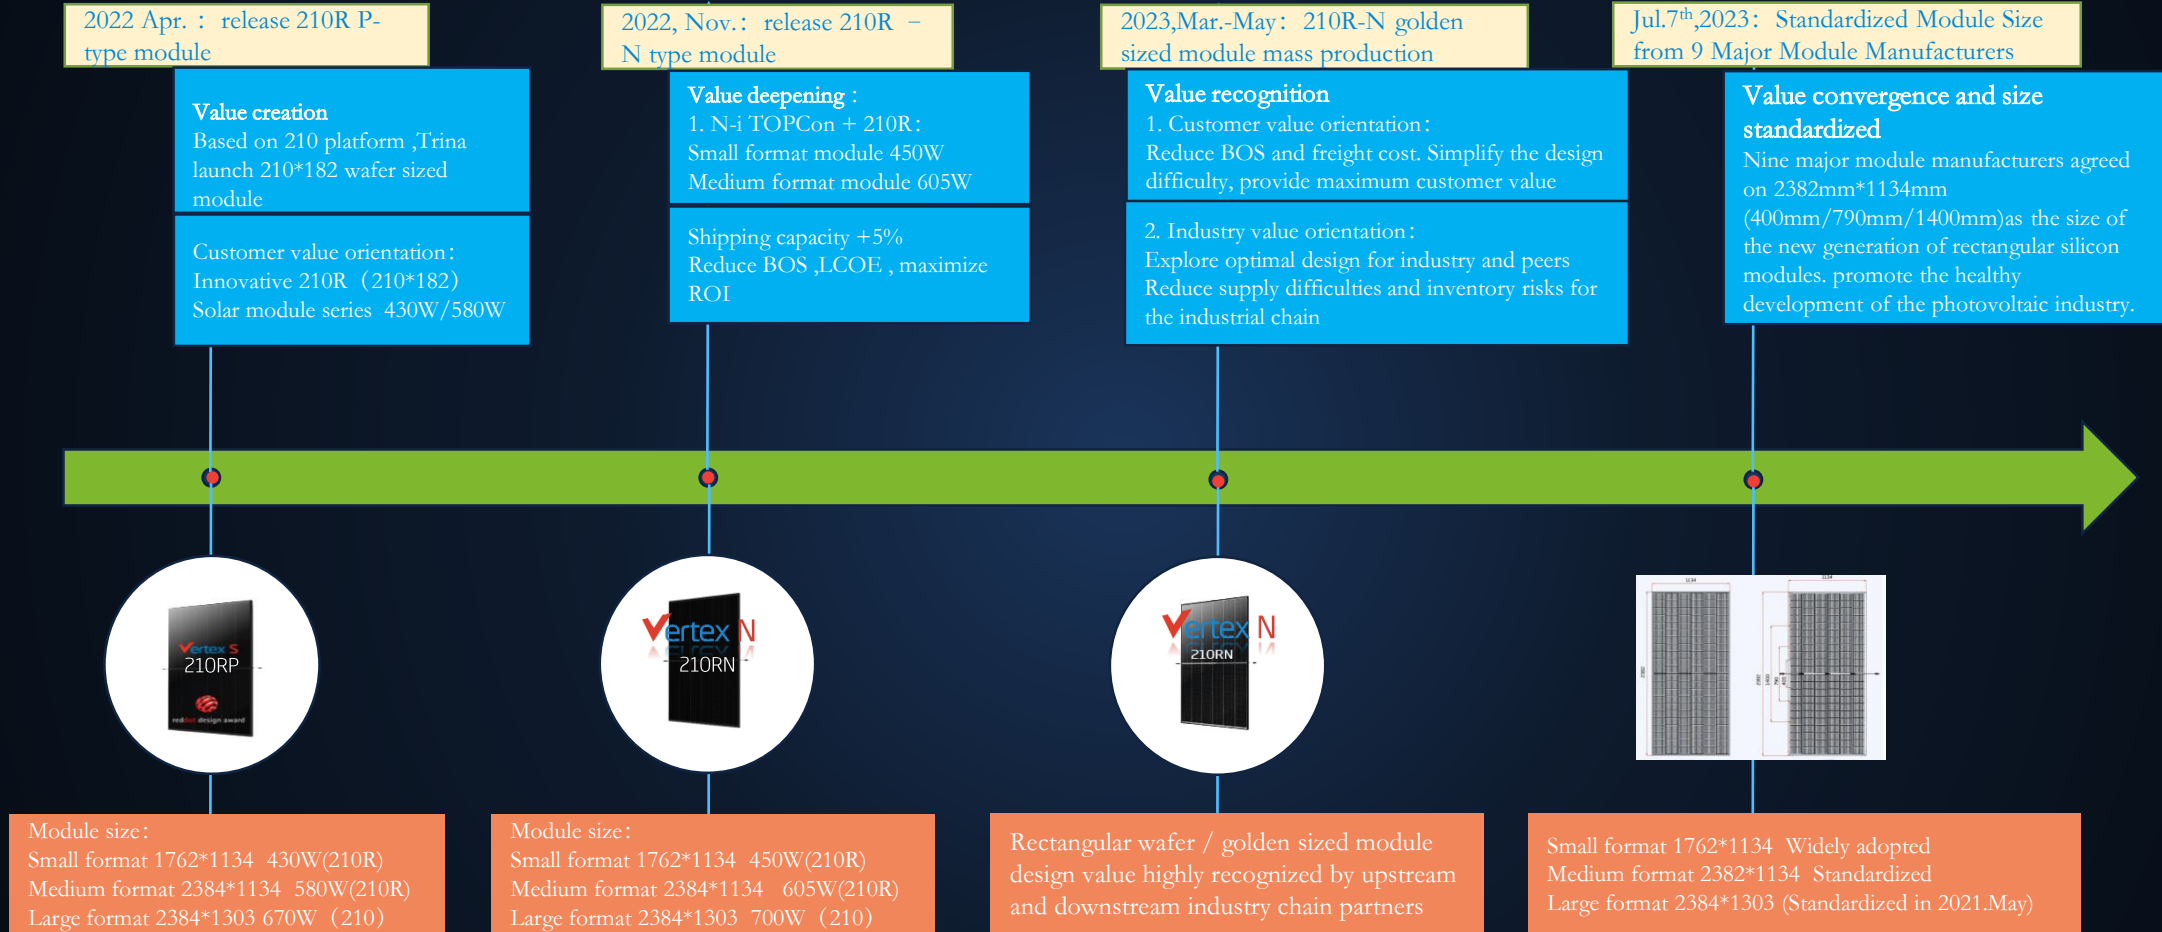 2022 Apr. : release 210R P-
type module
Value creation
Based on 210 platform ,Trina
launch 210*182 wafer sized
module
Customer value orientation:
Innovative 210R（210*182）
Solar module series 430W/580W
2022, Nov.: release 210R –
N type module
Value deepening :
1. N-i TOPCon + 210R:
Small format module 450W
Medium format module 605W
Shipping capacity +5%
Reduce BOS ,LCOE , maximize
ROI
2023,Mar.-May: 210R-N golden
sized module mass production
Value recognition
1. Customer value orientation:
Reduce BOS and freight cost. Simplify the design
difficulty, provide maximum customer value
2. Industry value orientation:
Explore optimal design for industry and peers
Reduce supply difficulties and inventory risks for
the industrial chain
Jul.7th,2023: Standardized Module Size
from 9 Major Module Manufacturers
Value convergence and size
standardized
Nine major module manufacturers agreed
on 2382mm*1134mm
(400mm/790mm/1400mm)as the size of
the new generation of rectangular silicon
modules. promote the healthy
development of the photovoltaic industry.
Vertex S
210RP
reddot design award
Vertex N
210RN
Vertex N
210RN
1134
1134
2382
2382
1400
790
400
Module size:
Small format 1762*1134 430W(210R)
Medium format 2384*1134 580W(210R)
Large format 2384*1303 670W（210）
Module size:
Small format 1762*1134 450W(210R)
Medium format 2384*1134 605W(210R)
Large format 2384*1303 700W（210）
Rectangular wafer / golden sized module
design value highly recognized by upstream
and downstream industry chain partners
Small format 1762*1134 Widely adopted
Medium format 2382*1134 Standardized
Large format 2384*1303 (Standardized in 2021.May)